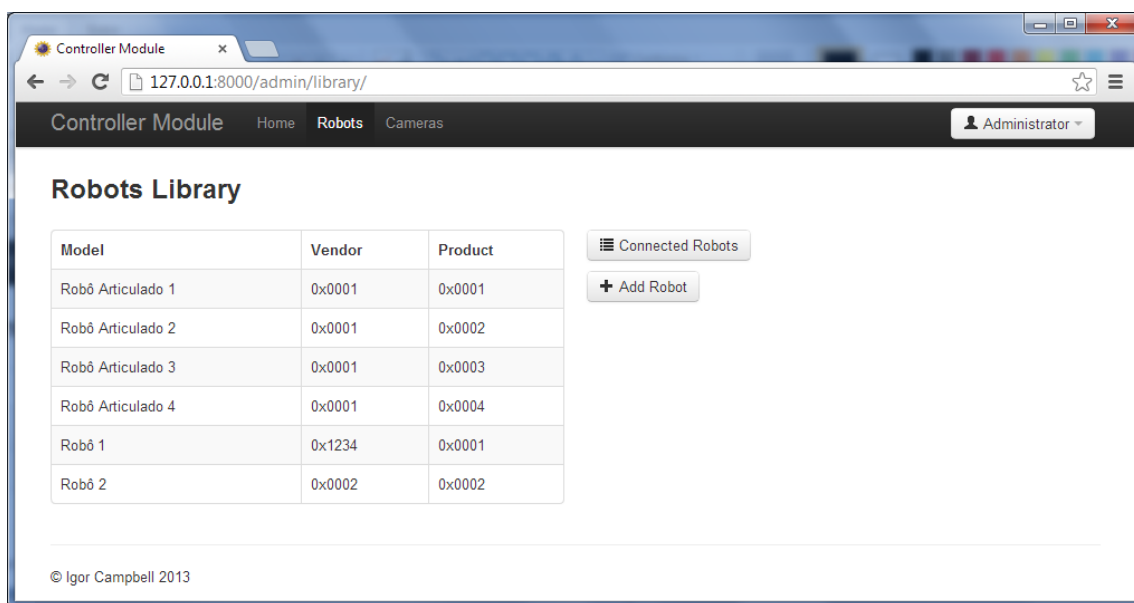 Controller Module
127.0.0.1:8000/admin/library/
Controller Module Home Robots Cameras Administrator
Robots Library
Model Vendor Product
Robô Articulado 1 0x0001 0x0001
Robô Articulado 2 0x0001 0x0002
Robô Articulado 3 0x0001 0x0003
Robô Articulado 4 0x0001 0x0004
Robô 1 0x1234 0x0001
Robô 2 0x0002 0x0002
Connected Robots
Add Robot
© Igor Campbell 2013